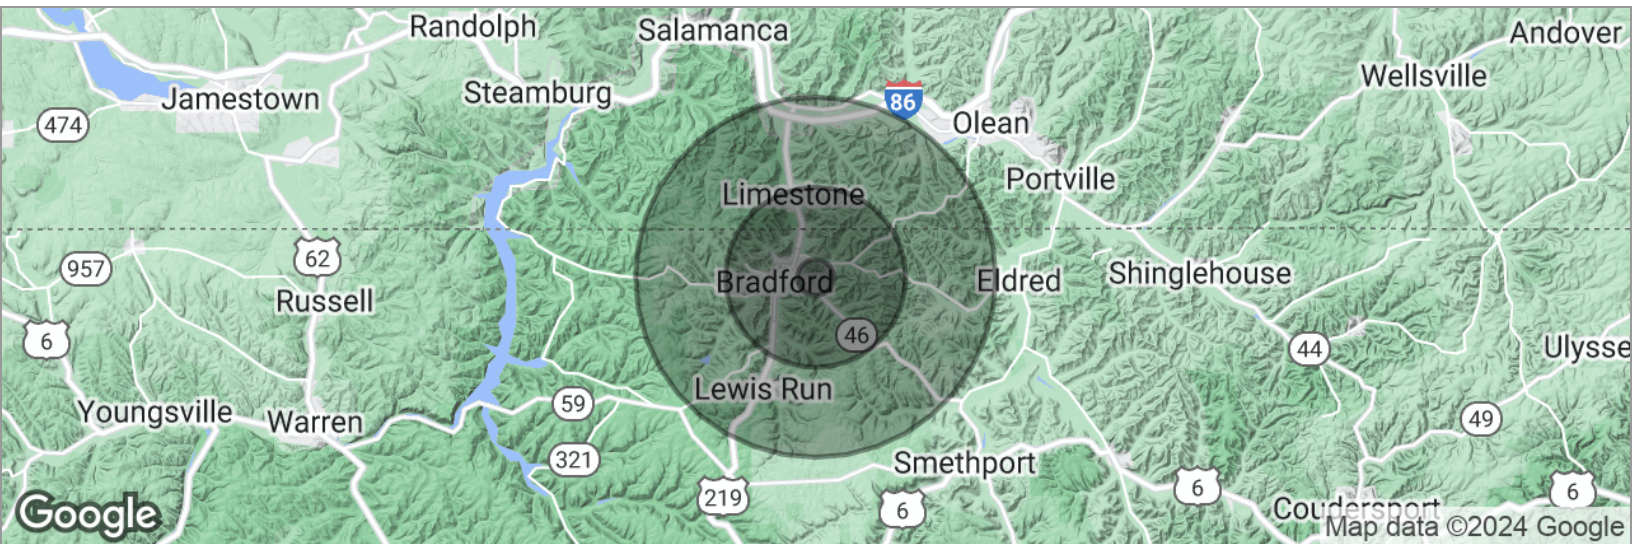 Randolph
Salamanca
Andover
Wellsville
Steamburg
Jamestown
86
474
Olean
Portville
Limestone
62
957
Bradford
Eldred
Shinglehouse
Russell
6
46
44
Ulysse
Lewis Run
59
Youngsville
Warren
49
321
Smethport
219
6
6
6
Coudersport
Google
Map data ©2024 Google